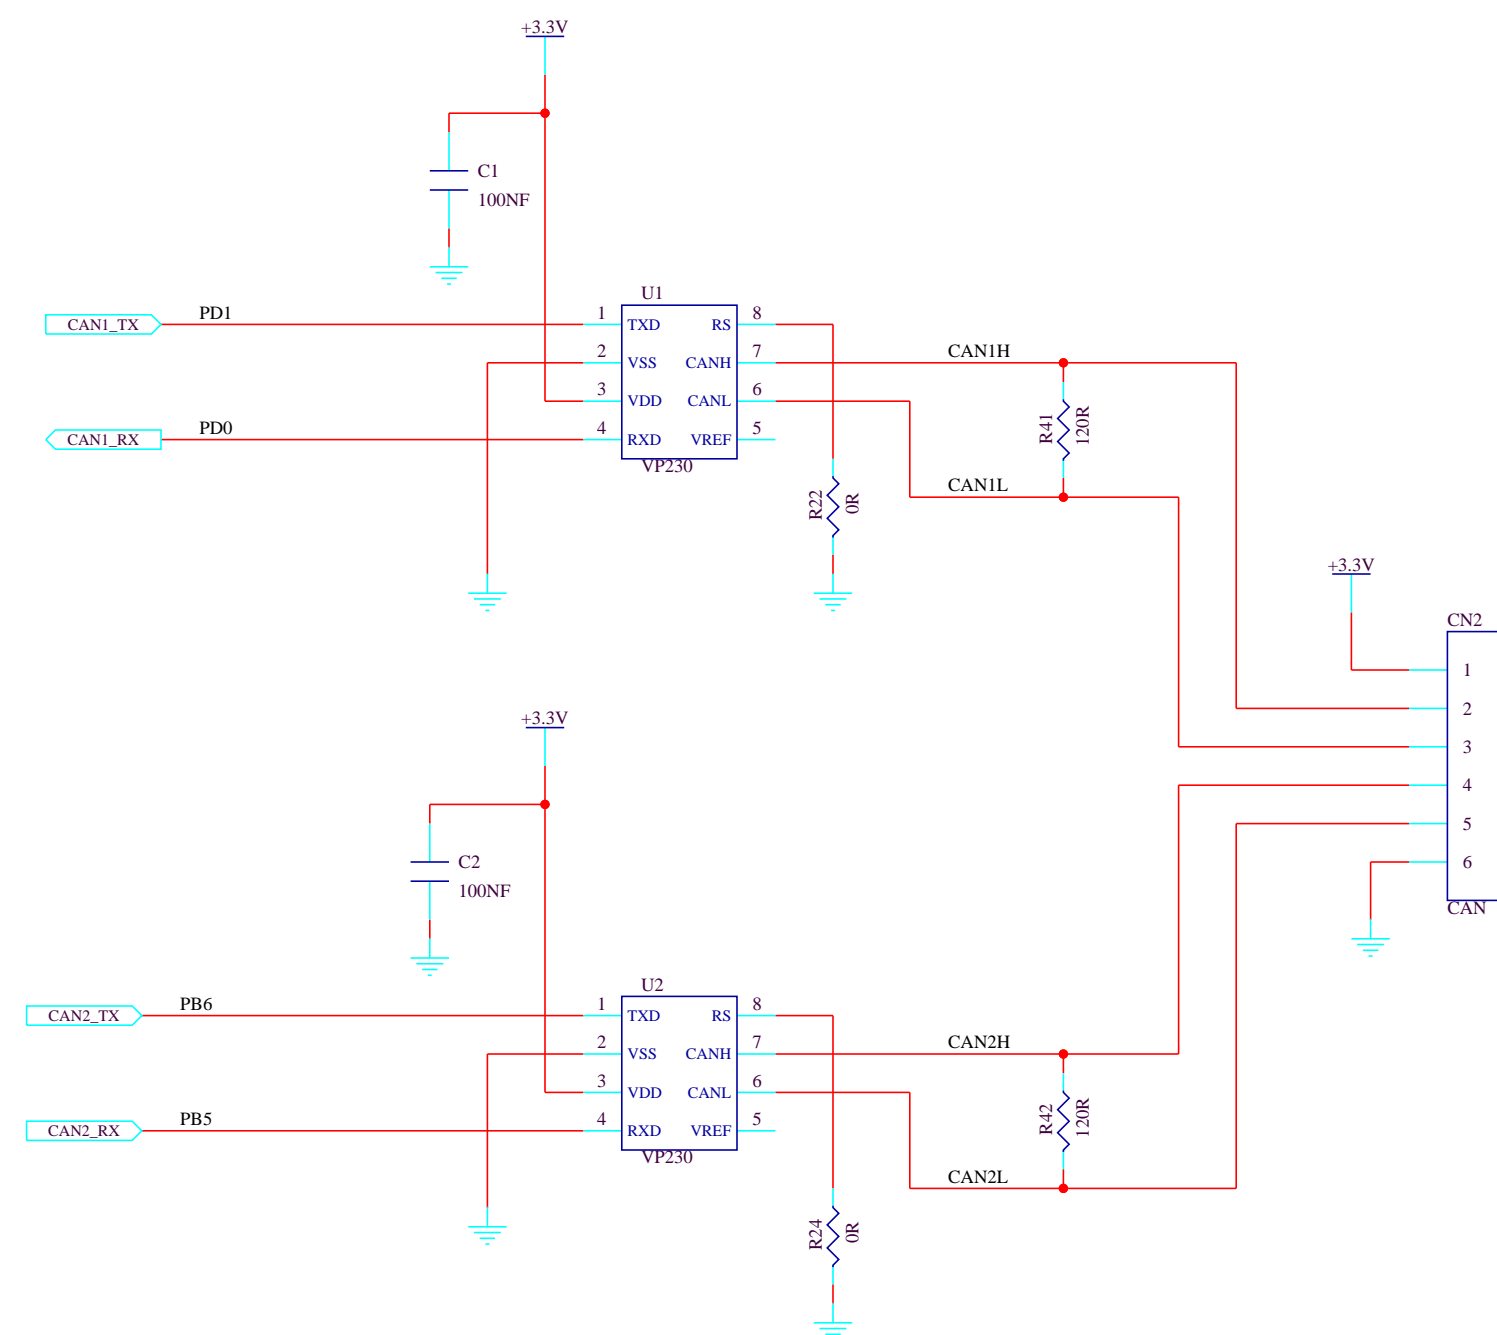 +3.3V
C1
100NF
U1
CAN1_TX
PD1
1
TXD
RS
8
2
VSS
CANH
7
CAN1H
3
VDD
CANL
6
CAN1_RX
PD0
4
RXD
VREF
5
VP230
R41
120R
CAN1L
R22
0R
+3.3V
CN2
1
2
3
4
5
6
CAN
+3.3V
C2
100NF
U2
CAN2_TX
PB6
1
TXD
RS
8
2
VSS
CANH
7
CAN2H
3
VDD
CANL
6
CAN2_RX
PB5
4
RXD
VREF
5
VP230
R42
120R
CAN2L
R24
0R